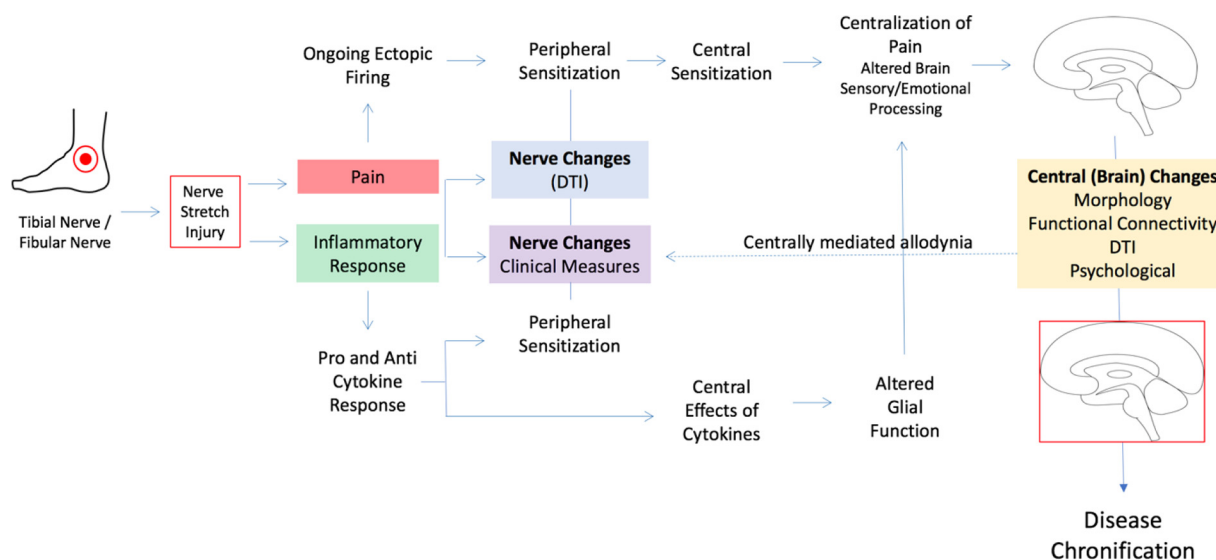 Ongoing Ectopic
Firing
Peripheral
Sensitization
Central
Sensitization
Centralization of
Pain
Altered Brain
Sensory/Emotional
Processing
Tibial Nerve /
Fibular Nerve
Nerve
Stretch
Injury
Pain
Inflammatory
Response
Nerve Changes
(DTI)
Nerve Changes
Clinical Measures
Centrally mediated allodynia
Central (Brain) Changes
Morphology
Functional Connectivity
DTI
Psychological
Pro and Anti
Cytokine
Response
Peripheral
Sensitization
Central
Effects of
Cytokines
Altered
Glial
Function
Disease
Chronification